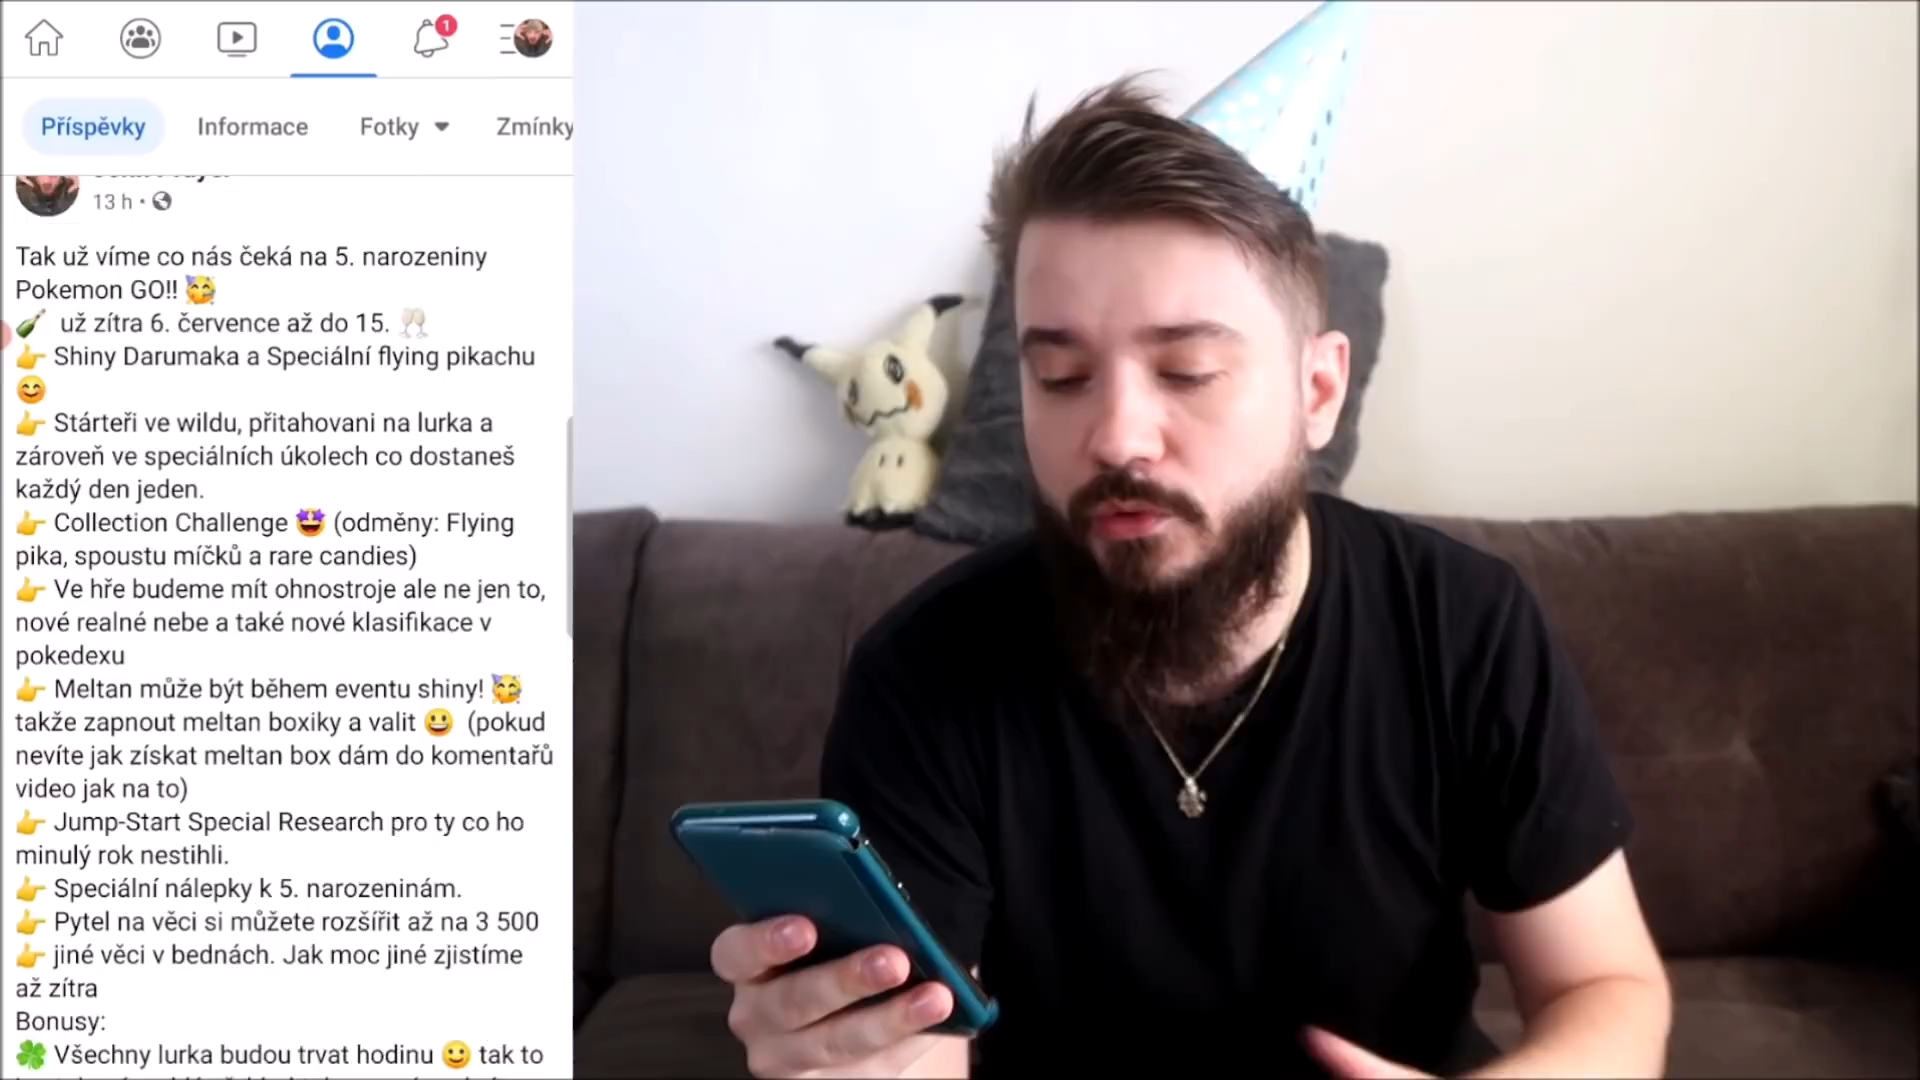 1
Příspěvky Informace Fotky Zmínky
13 h
Tak už víme co nás čeká na 5. narozeniny
Pokemon GO!! 🥳
🍾 už zítra 6. července až do 15. 🥂
👉 Shiny Darumaka a Speciální flying pikachu
😊
👉 Stárteři ve wildu, přitahovani na lurka a
zároveň ve speciálních úkolech co dostaneš
každý den jeden.
👉 Collection Challenge 🤩 (odměny: Flying
pika, spoustu míčků a rare candies)
👉 Ve hře budeme mít ohnostroje ale ne jen to,
nové realné nebe a také nové klasifikace v
pokedexu
👉 Meltan může být během eventu shiny! 🥳
takže zapnout meltan boxiky a valit 😃 (pokud
nevíte jak získat meltan box dám do komentařů
video jak na to)
👉 Jump-Start Special Research pro ty co ho
minulý rok nestihli.
👉 Speciální nálepky k 5. narozeninám.
👉 Pytel na věci si můžete rozšířit až na 3 500
👉 jiné věci v bednách. Jak moc jiné zjistíme
až zítra
Bonusy:
🍀 Všechny lurka budou trvat hodinu 🙂 tak to